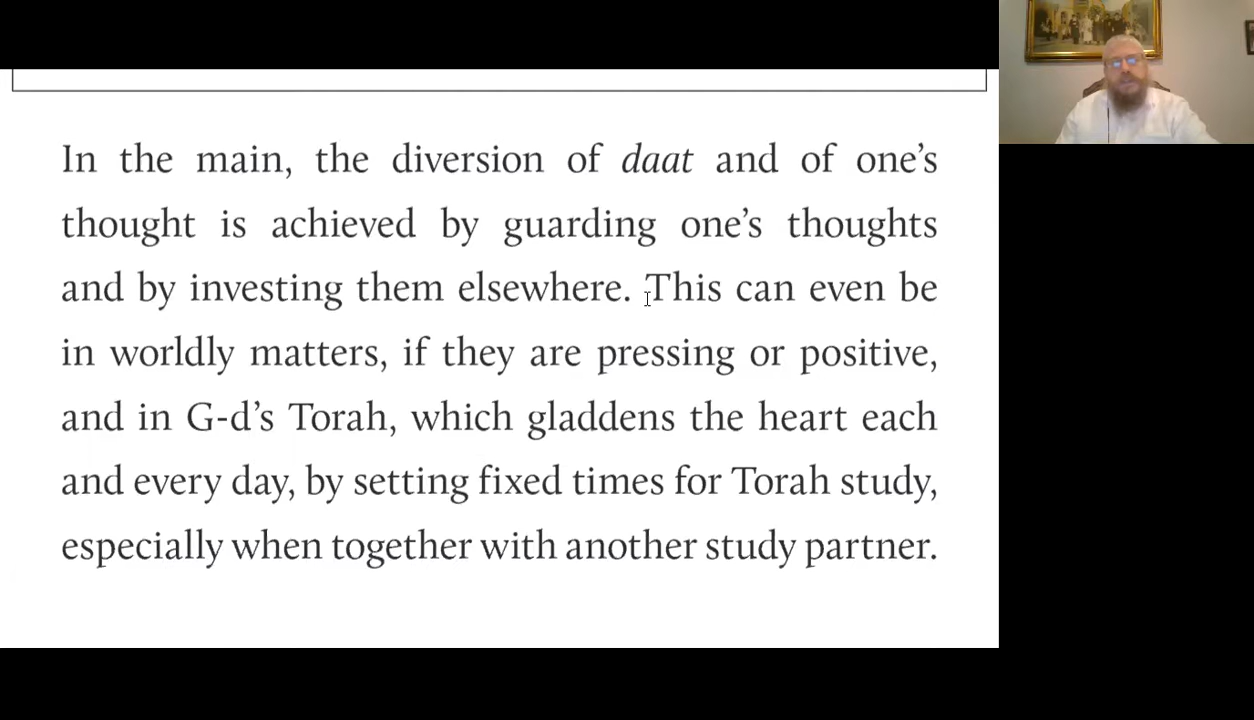 In the main, the diversion of daat and of one's
thought is achieved by guarding one's thoughts
and by investing them elsewhere. This can even be
in worldly matters, if they are pressing or positive,
and in G-d's Torah, which gladdens the heart each
and every day, by setting fixed times for Torah study,
especially when together with another study partner.